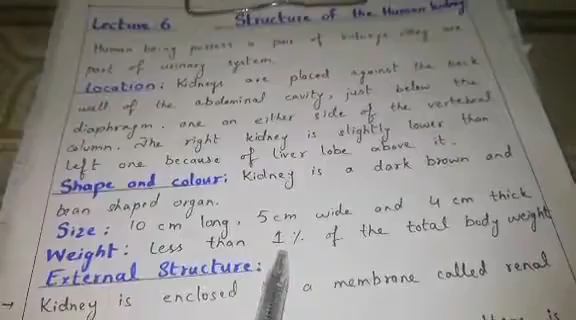 Lecture 6 Structure of the Human kidney
Human being possess a pair of kidneys they are
part of urinary system.
Location: Kidneys are placed against the back
wall of the abdominal cavity, just below the
diaphragm. one on either side of the vertebral
column. The right kidney is slightly lower than
left one because of liver lobe above it.
Shape and colour: Kidney is a dark brown and
bean shaped organ.
Size: 10 cm long, 5 cm wide and 4 cm thick
Weight: Less than 1% of the total body weight
External Structure:
→ Kidney is enclosed a membrane called renal
there is